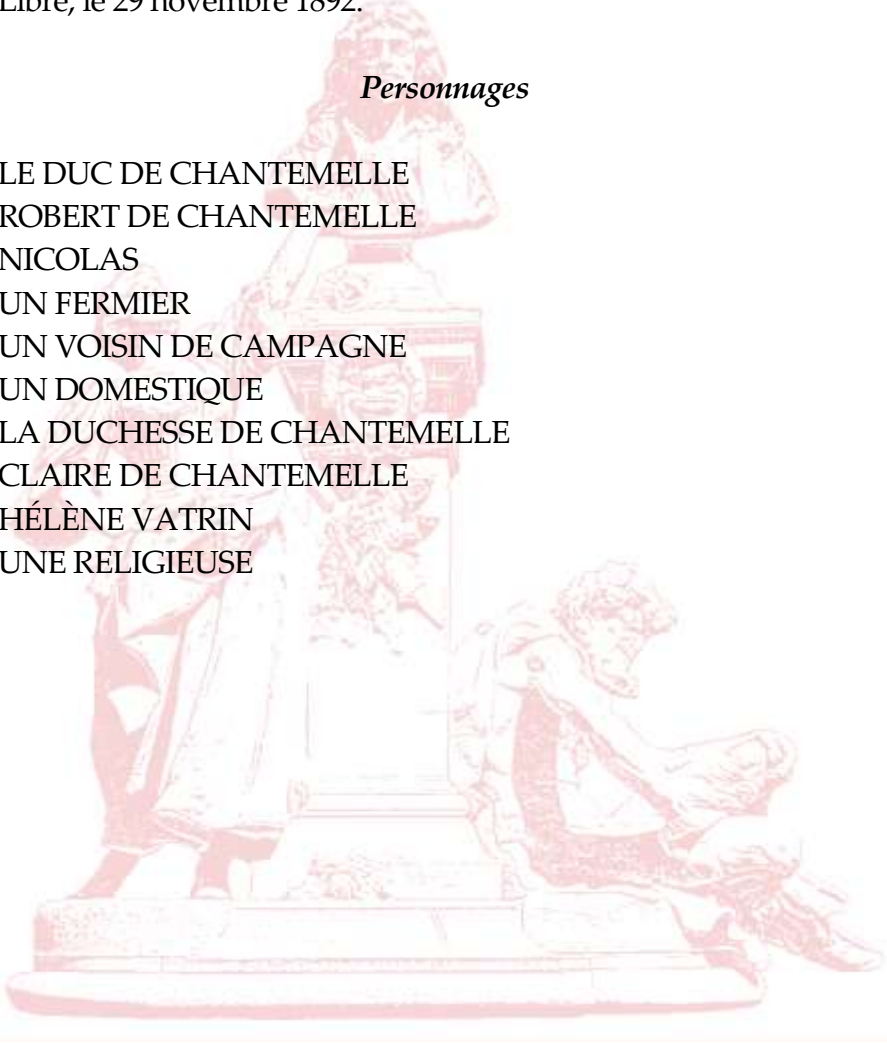 Libre, le 29 novembre 1892.
Personnages
LE DUC DE CHANTEMELLE
ROBERT DE CHANTEMELLE
NICOLAS
UN FERMIER
UN VOISIN DE CAMPAGNE
UN DOMESTIQUE
LA DUCHESSE DE CHANTEMELLE
CLAIRE DE CHANTEMELLE
HÉLÈNE VATRIN
UNE RELIGIEUSE